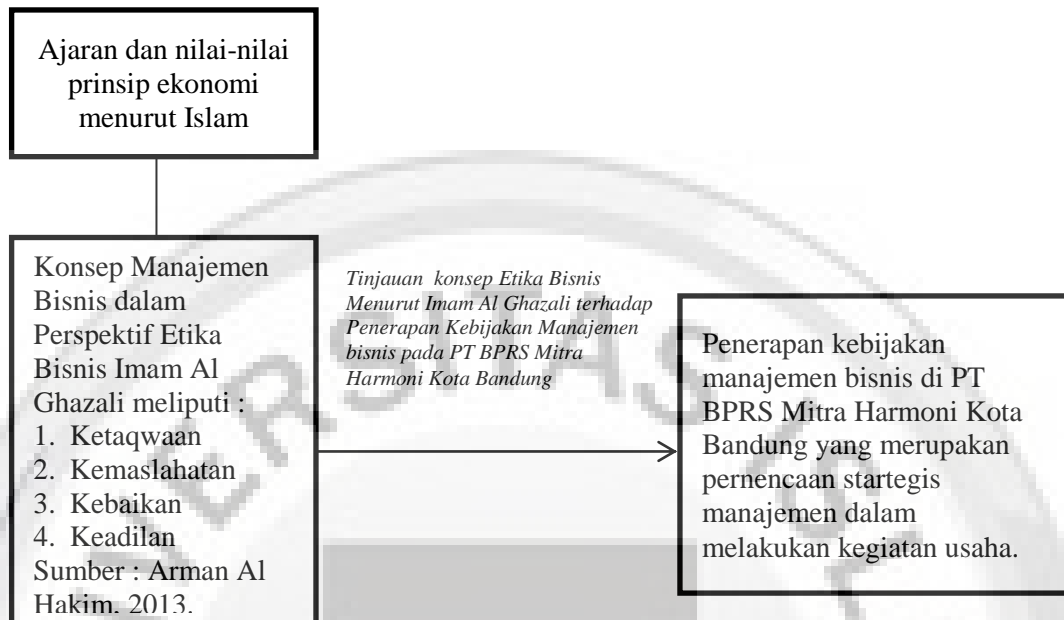 Ajaran dan nilai-nilai
prinsip ekonomi
menurut Islam
Konsep Manajemen
Bisnis dalam
Perspektif Etika
Bisnis Imam Al
Ghazali meliputi :
1. Ketaqwaan
2. Kemaslahatan
3. Kebaikan
4. Keadilan
Sumber : Arman Al
Hakim, 2013.
Tinjauan konsep Etika Bisnis
Menurut Imam Al Ghazali terhadap
Penerapan Kebijakan Manajemen
bisnis pada PT BPRS Mitra
Harmoni Kota Bandung
Penerapan kebijakan
manajemen bisnis di PT
BPRS Mitra Harmoni Kota
Bandung yang merupakan
pernencaan startegis
manajemen dalam
melakukan kegiatan usaha.